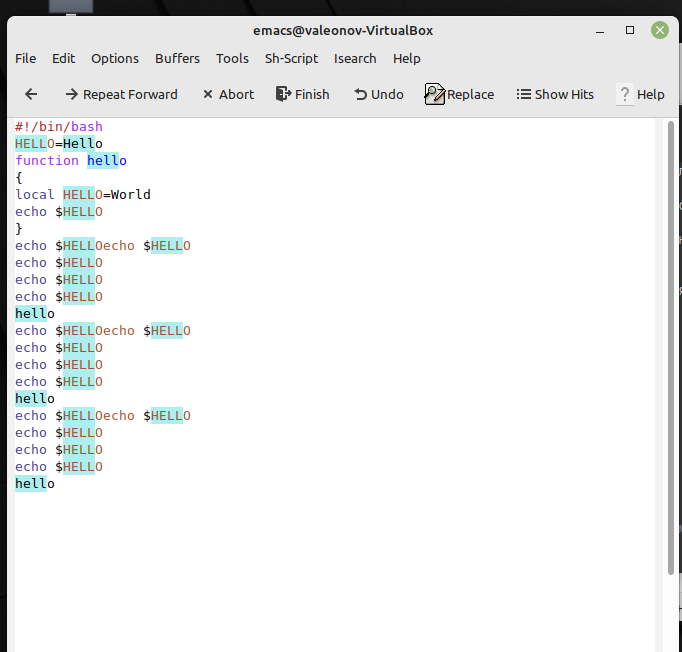 emacs@valeonov-VirtualBox
File Edit Options Buffers Tools Sh-Script Isearch Help
Repeat Forward Abort Finish Undo Replace Show Hits ? Help
#!/bin/bash
HELLO=Hello
function hello
{
local HELLO=World
echo $HELLO
}
echo $HELLOecho $HELLO
echo $HELLO
echo $HELLO
echo $HELLO
hello
echo $HELLOecho $HELLO
echo $HELLO
echo $HELLO
echo $HELLO
hello
echo $HELLOecho $HELLO
echo $HELLO
echo $HELLO
echo $HELLO
hello